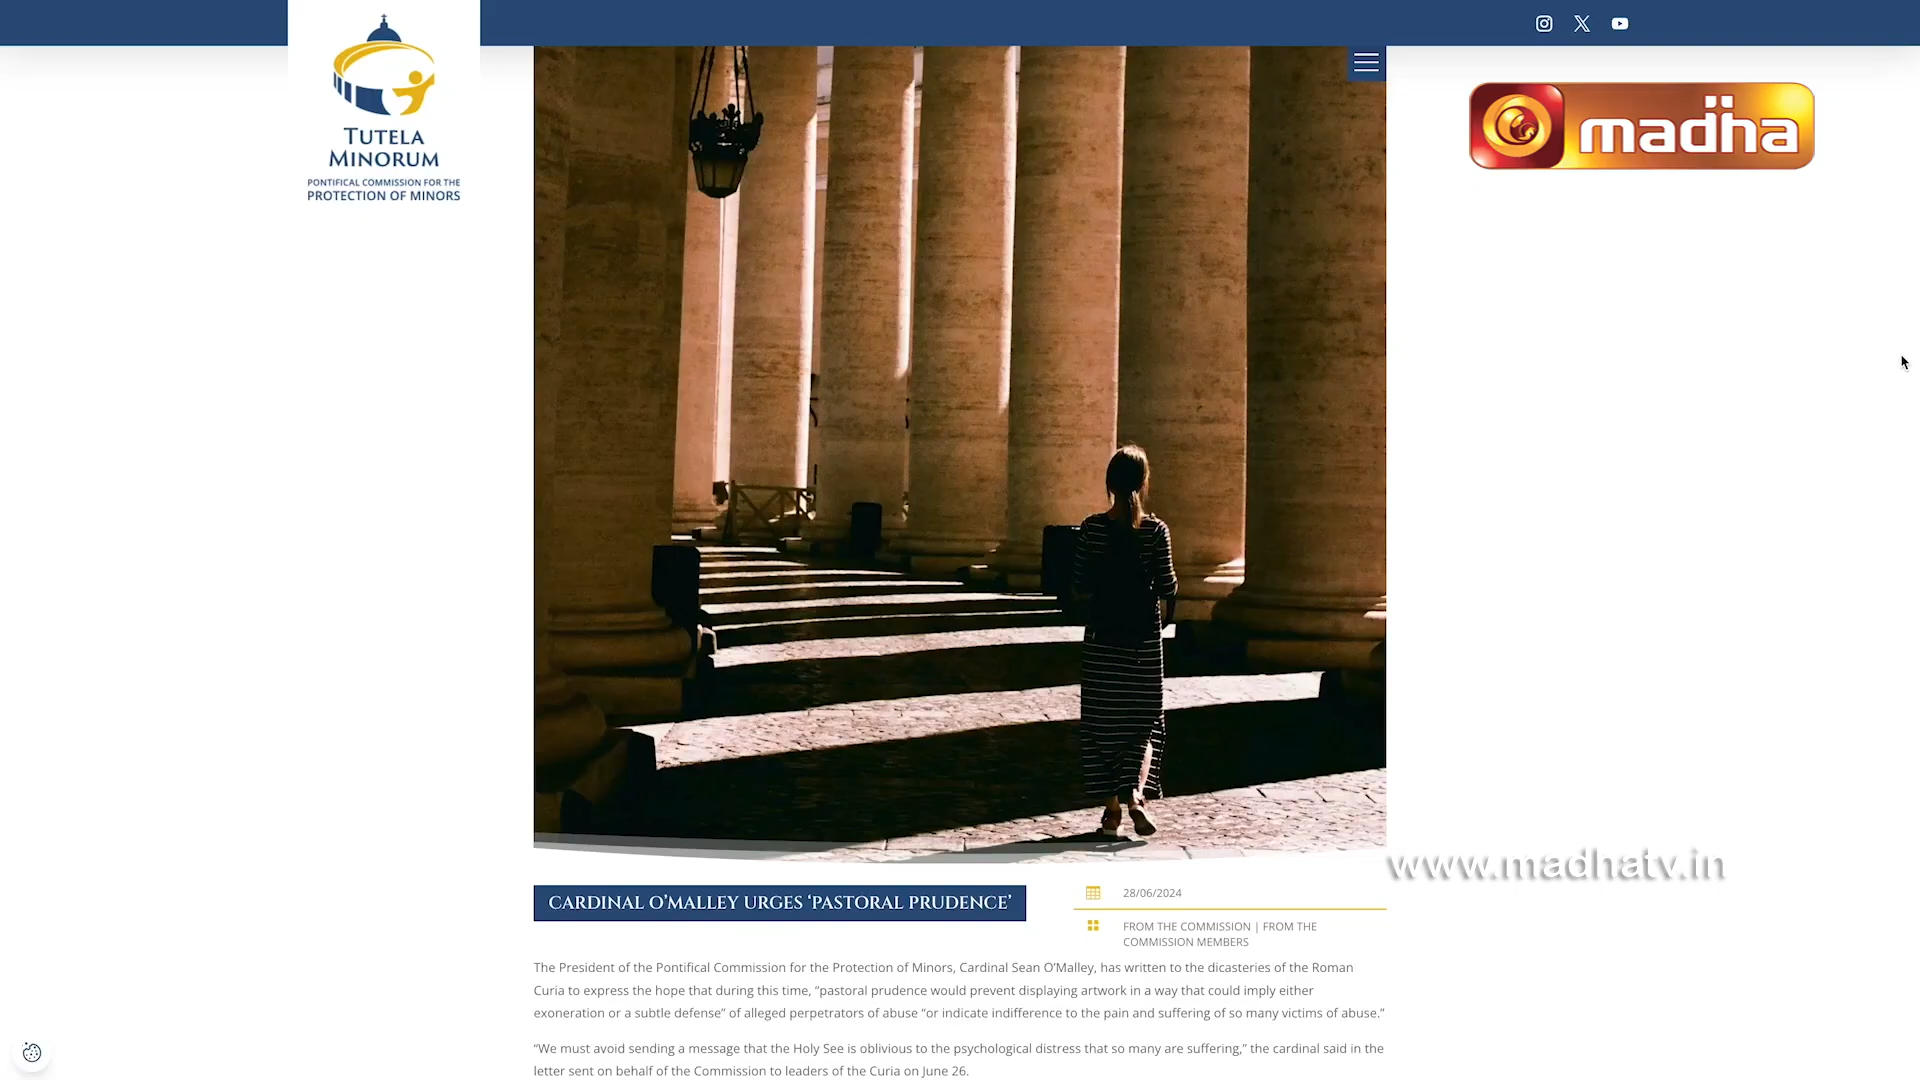 TUTELA
MINORUM
PONTIFICAL COMMISSION FOR THE
PROTECTION OF MINORS
madha
www.madhatv.in
CARDINAL O’MALLEY URGES ‘PASTORAL PRUDENCE’
28/06/2024
FROM THE COMMISSION | FROM THE
COMMISSION MEMBERS
The President of the Pontifical Commission for the Protection of Minors, Cardinal Sean O’Malley, has written to the dicasteries of the Roman
Curia to express the hope that during this time, “pastoral prudence would prevent displaying artwork in a way that could imply either
exoneration or a subtle defense” of alleged perpetrators of abuse “or indicate indifference to the pain and suffering of so many victims of abuse.”
“We must avoid sending a message that the Holy See is oblivious to the psychological distress that so many are suffering,” the cardinal said in the
letter sent on behalf of the Commission to leaders of the Curia on June 26.